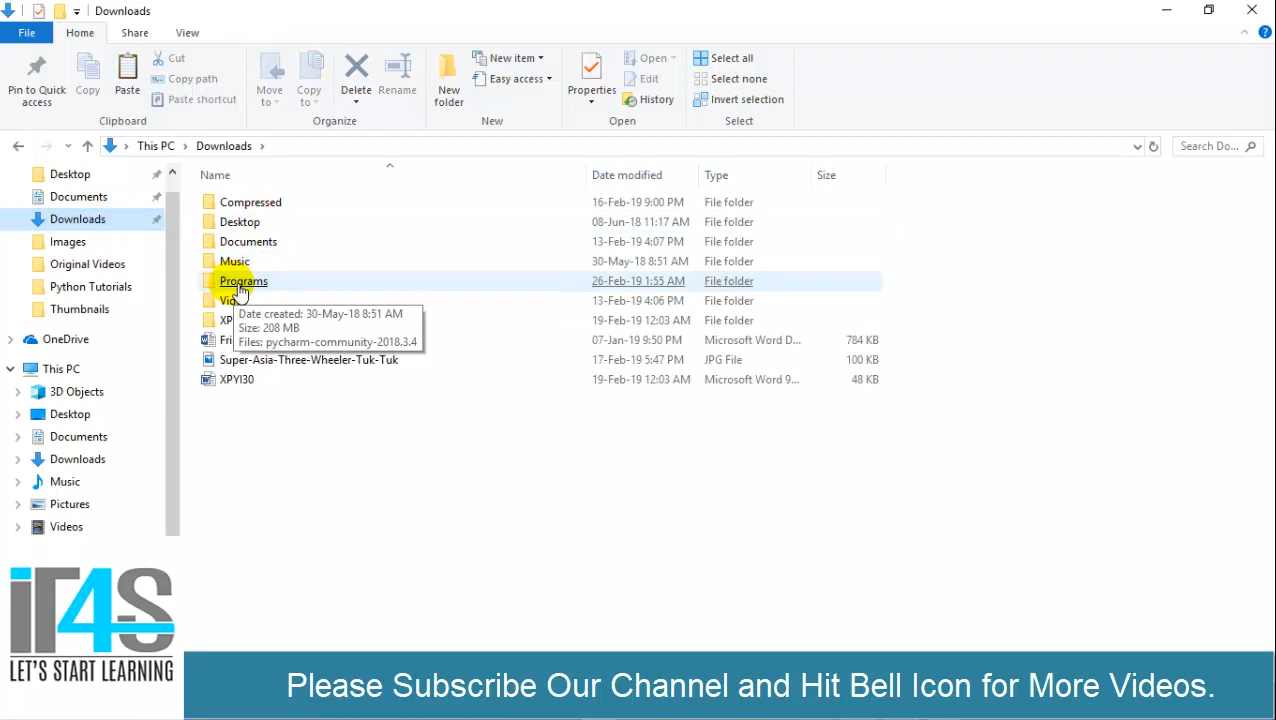 Downloads
File Home Share View
Pin to Quick access
Copy
Paste
Cut
Copy path
Paste shortcut
Clipboard
Move to
Copy to
Delete
Rename
Organize
New folder
New item
Easy access
New
Properties
Open
Edit
History
Open
Select all
Select none
Invert selection
Select
This PC Downloads
Search Do...
Desktop
Documents
Downloads
Images
Original Videos
Python Tutorials
Thumbnails
OneDrive
This PC
3D Objects
Desktop
Documents
Downloads
Music
Pictures
Videos
Name Date modified Type Size
Compressed 16-Feb-19 9:00 PM File folder
Desktop 08-Jun-18 11:17 AM File folder
Documents 13-Feb-19 4:07 PM File folder
Music 30-May-18 8:51 AM File folder
Programs 26-Feb-19 1:55 AM File folder
13-Feb-19 4:06 PM File folder
XP 19-Feb-19 12:03 AM File folder
Fri 07-Jan-19 9:50 PM Microsoft Word D... 784 KB
Super-Asia-Three-Wheeler-Tuk-Tuk 17-Feb-19 5:47 PM JPG File 100 KB
XPYI30 19-Feb-19 12:03 AM Microsoft Word 9... 48 KB
Date created: 30-May-18 8:51 AM
Size: 208 MB
Files: pycharm-community-2018.3.4
iT4S
LET'S START LEARNING
Please Subscribe Our Channel and Hit Bell Icon for More Videos.